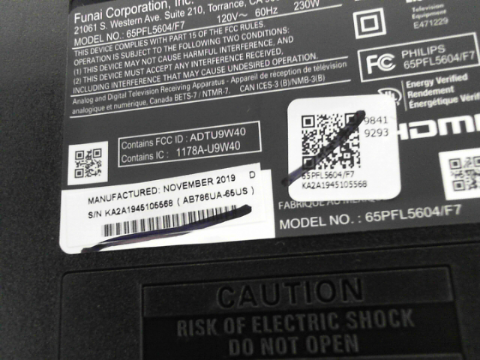 Funai Corporation, Inc.
21061 S. Western Ave. Suite 210, Torrance, CA
MODEL NO.: 65PFL5604/F7 120V~ 60Hz 230W
THIS DEVICE COMPLIES WITH PART 15 OF THE FCC RULES.
OPERATION IS SUBJECT TO THE FOLLOWING TWO CONDITIONS:
(1) THIS DEVICE MAY NOT CAUSE HARMFUL INTERFERENCE, AND
(2) THIS DEVICE MUST ACCEPT ANY INTERFERENCE RECEIVED,
INCLUDING INTERFERENCE THAT MAY CAUSE UNDESIRED OPERATION.
Analog and Digital Television Receiving Apparatus · Appareil de réception de télévision
analogique et numérique, Canada BETS-7 / NTMR-7. CAN ICES-3 (B)/NMB-3(B)
LISTED
E471229
FC
PHILIPS
65PFL5604/F7
Energy Verified
Energy Verification
Rendement énergétique
HDMI
9841
9293
65PFL5604/F7
KA2A1945105568
Contains FCC ID : ADTU9W40
Contains IC : 1178A-U9W40
MANUFACTURED: NOVEMBER 2019 D
S/N KA2A1945105568 ( AB786UA-65US )
MODEL NO. : 65PFL5604/F7
CAUTION
RISK OF ELECTRIC SHOCK
DO NOT OPEN